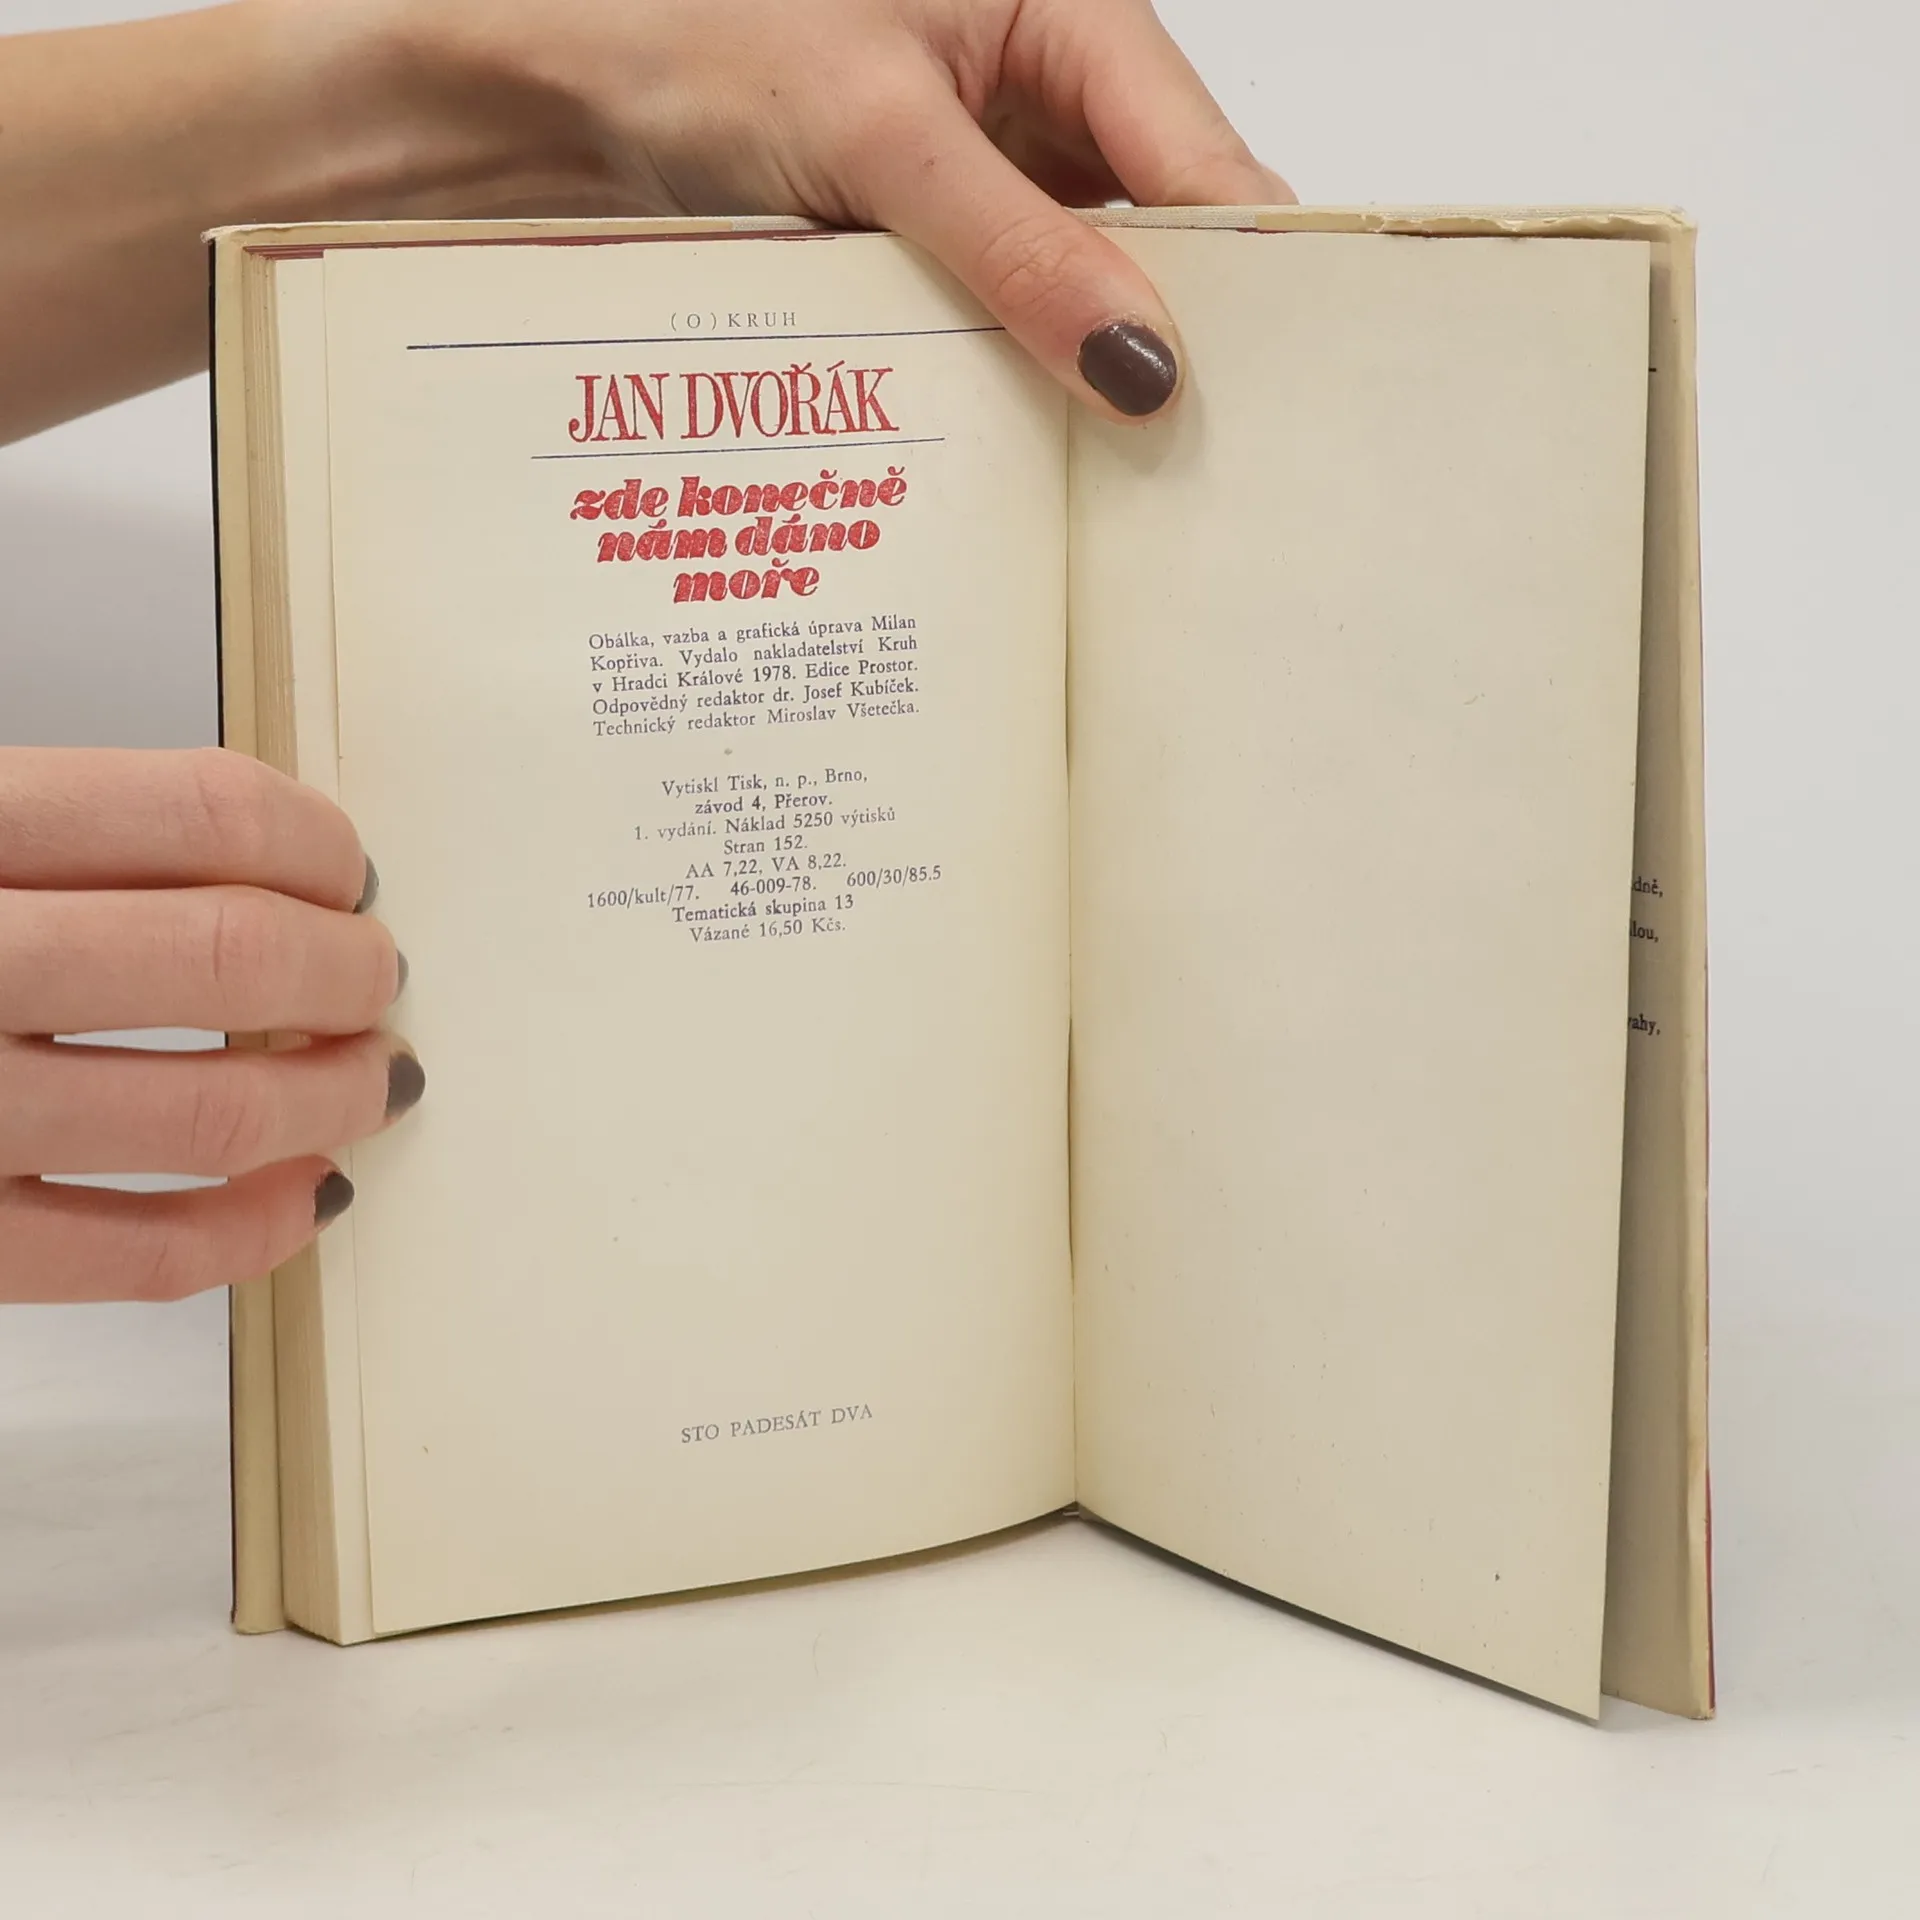 (O) KRUH
JAN DVOŘÁK
zde konečně
nám dáno
moře
Obálka, vazba a grafická úprava Milan
Kopřiva. Vydalo nakladatelství Kruh
v Hradci Králové 1978. Edice Prostor.
Odpovědný redaktor dr. Josef Kubíček.
Technický redaktor Miroslav Všetečka.
Vytiskl Tisk, n. p., Brno,
závod 4, Přerov.
1. vydání. Náklad 5250 výtisků
Stran 152.
AA 7,22, VA 8,22.
1600/kult/77. 46-009-78. 600/30/85.5
Tematická skupina 13
Vázané 16,50 Kčs.
STO PADESÁT DVA